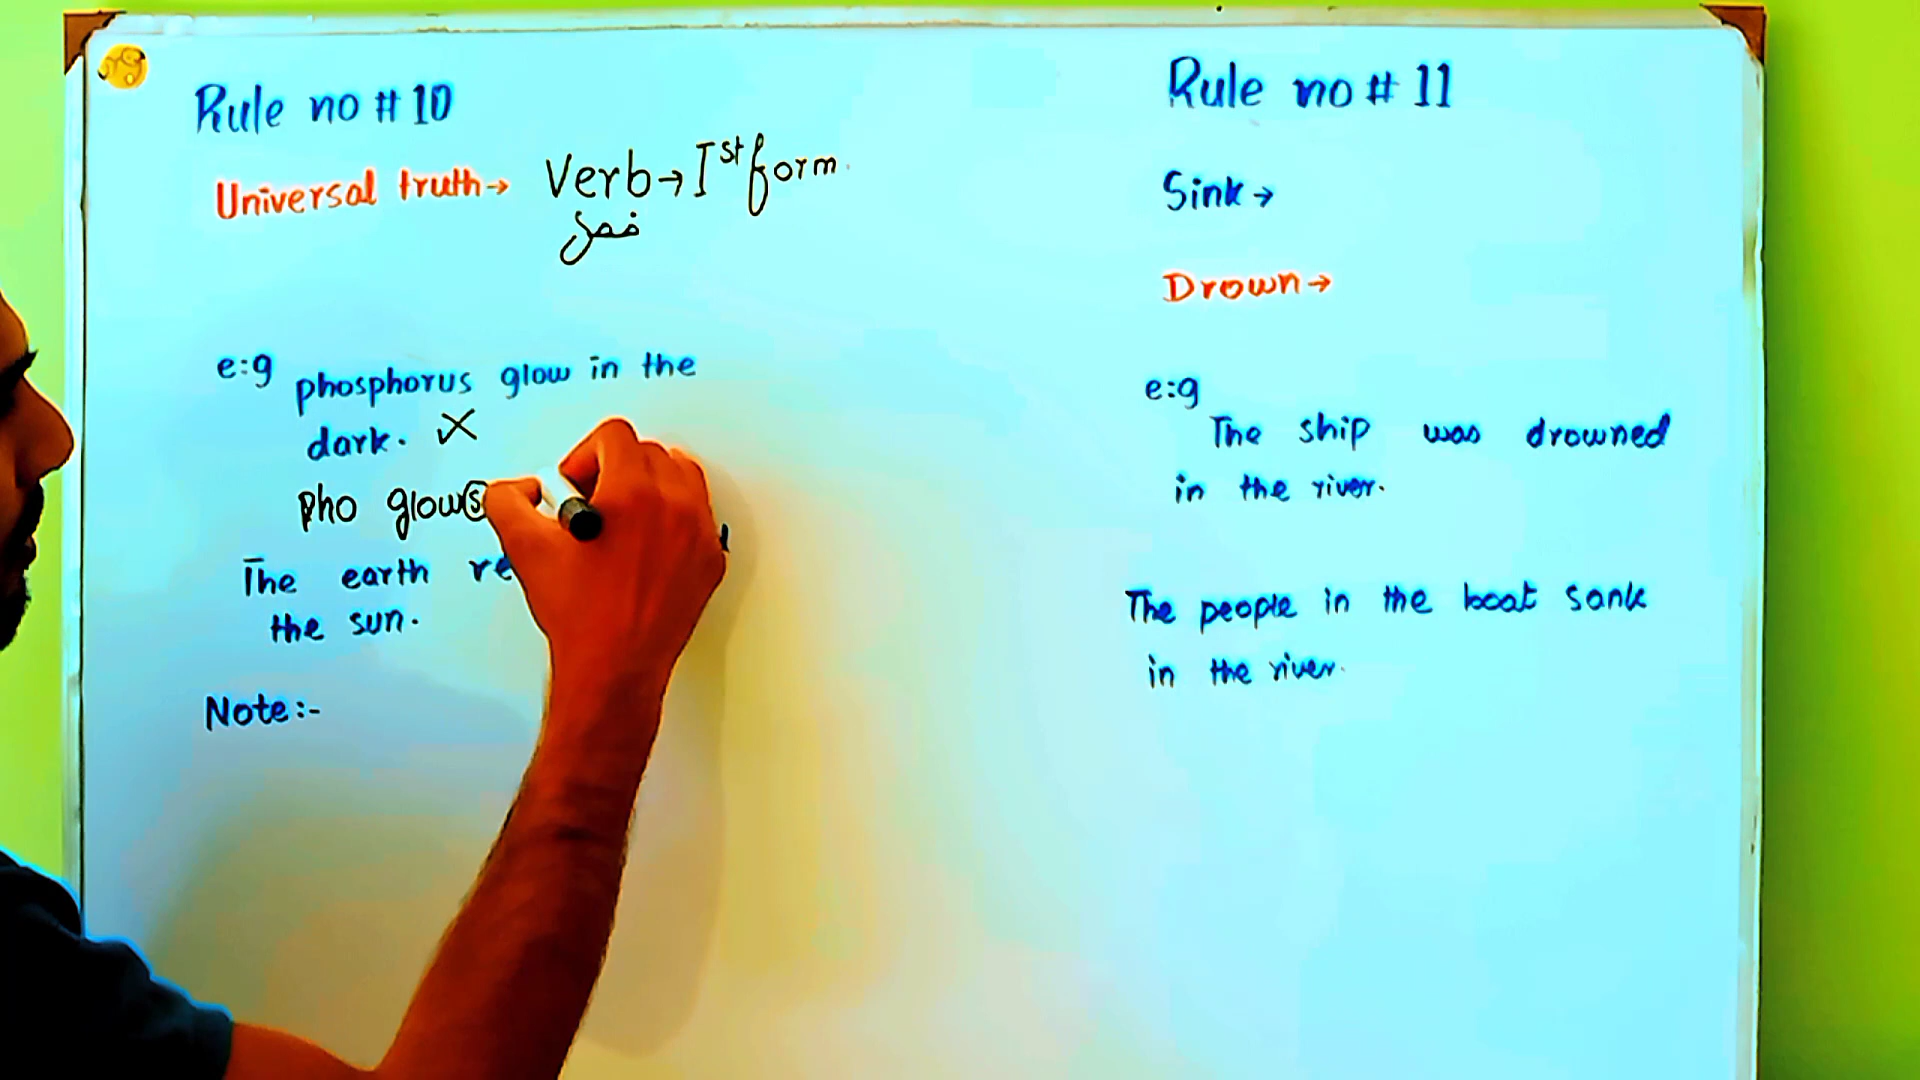 Rule no # 10
Universal truth→ Verb→Ist form.
فعل
e:g phosphorus glow in the
dark. ✗
Pho glows
The earth re
the sun.
Note:-
Rule no # 11
Sink→
Drown→
e:g
The ship was drowned
in the river.
The people in the boat sank
in the river.